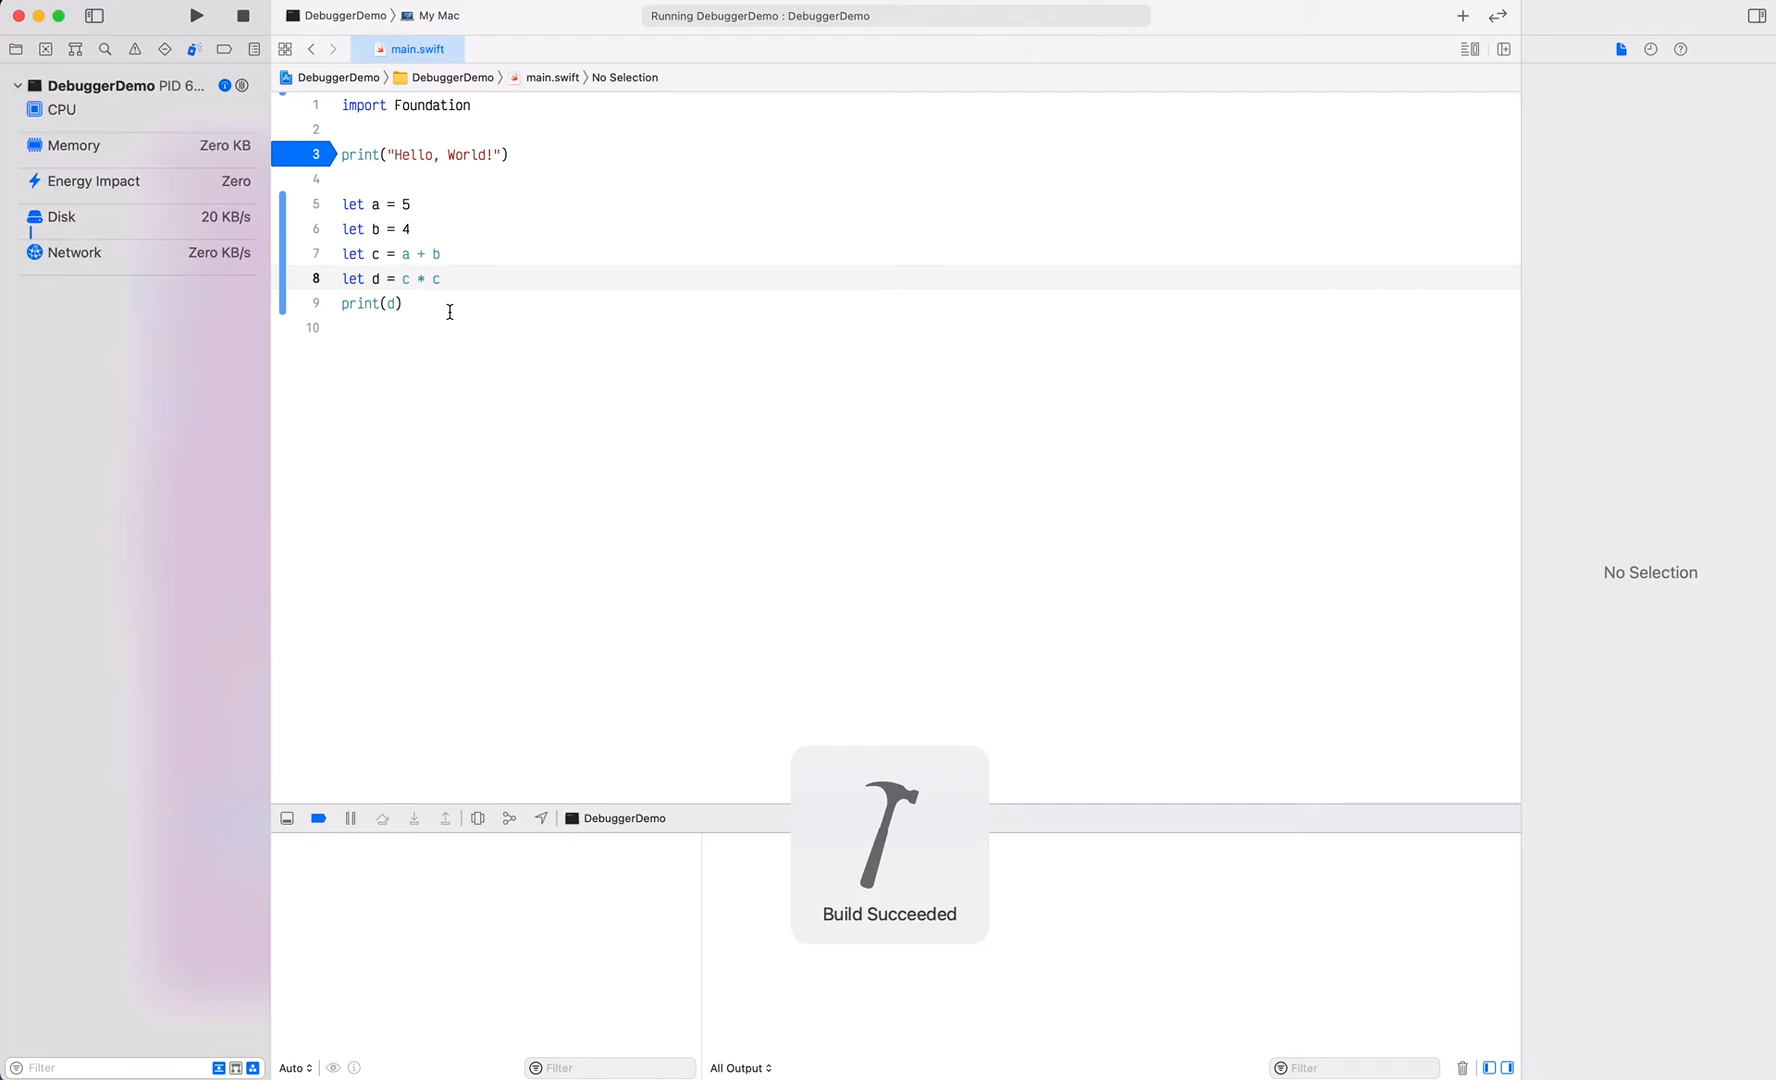 DebuggerDemo 〉 My Mac
Running DebuggerDemo : DebuggerDemo
main.swift
DebuggerDemo 〉 DebuggerDemo 〉 main.swift 〉 No Selection
DebuggerDemo PID 6...
CPU
Memory Zero KB
Energy Impact Zero
Disk 20 KB/s
Network Zero KB/s
1 import Foundation
2
3 print("Hello, World!")
4
5 let a = 5
6 let b = 4
7 let c = a + b
8 let d = c * c
9 print(d)
10
No Selection
DebuggerDemo
Build Succeeded
Filter
Auto
Filter
All Output
Filter